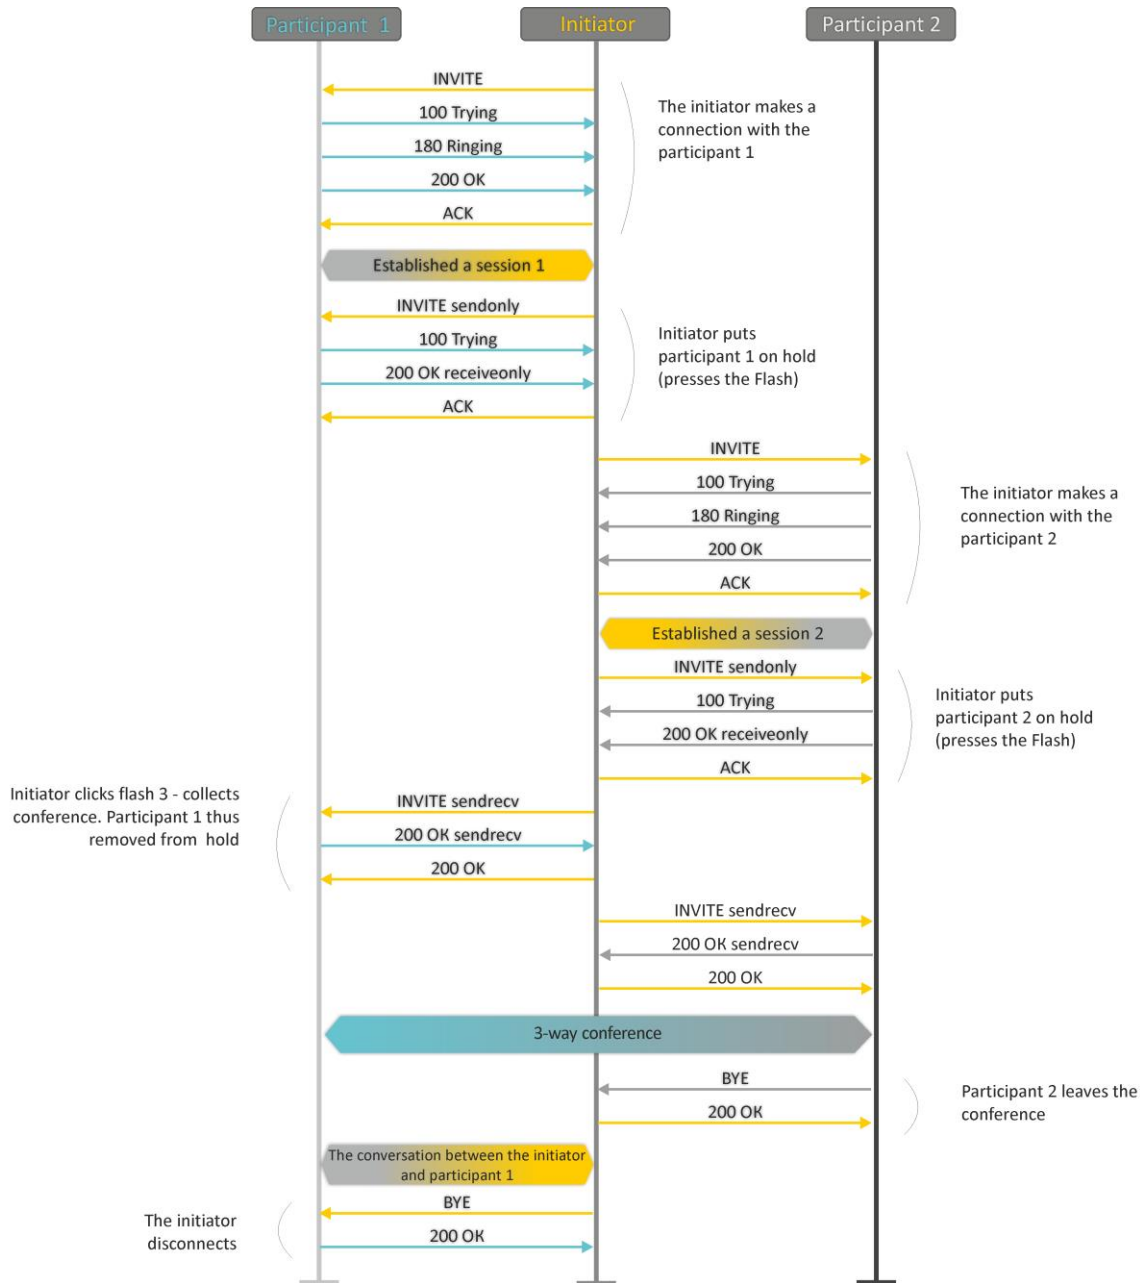 Participant 1
Initiator
Participant 2
INVITE
100 Trying
180 Ringing
200 OK
ACK
The initiator makes a
connection with the
participant 1
Established a session 1
INVITE sendonly
100 Trying
200 OK receiveonly
ACK
Initiator puts
participant 1 on hold
(presses the Flash)
INVITE
100 Trying
180 Ringing
200 OK
ACK
The initiator makes a
connection with the
participant 2
Established a session 2
INVITE sendonly
100 Trying
200 OK receiveonly
ACK
Initiator puts
participant 2 on hold
(presses the Flash)
Initiator clicks flash 3 - collects
conference. Participant 1 thus
removed from hold
INVITE sendrecv
200 OK sendrecv
200 OK
INVITE sendrecv
200 OK sendrecv
200 OK
3-way conference
BYE
200 OK
Participant 2 leaves the
conference
The conversation between the initiator
and participant 1
BYE
200 OK
The initiator
disconnects